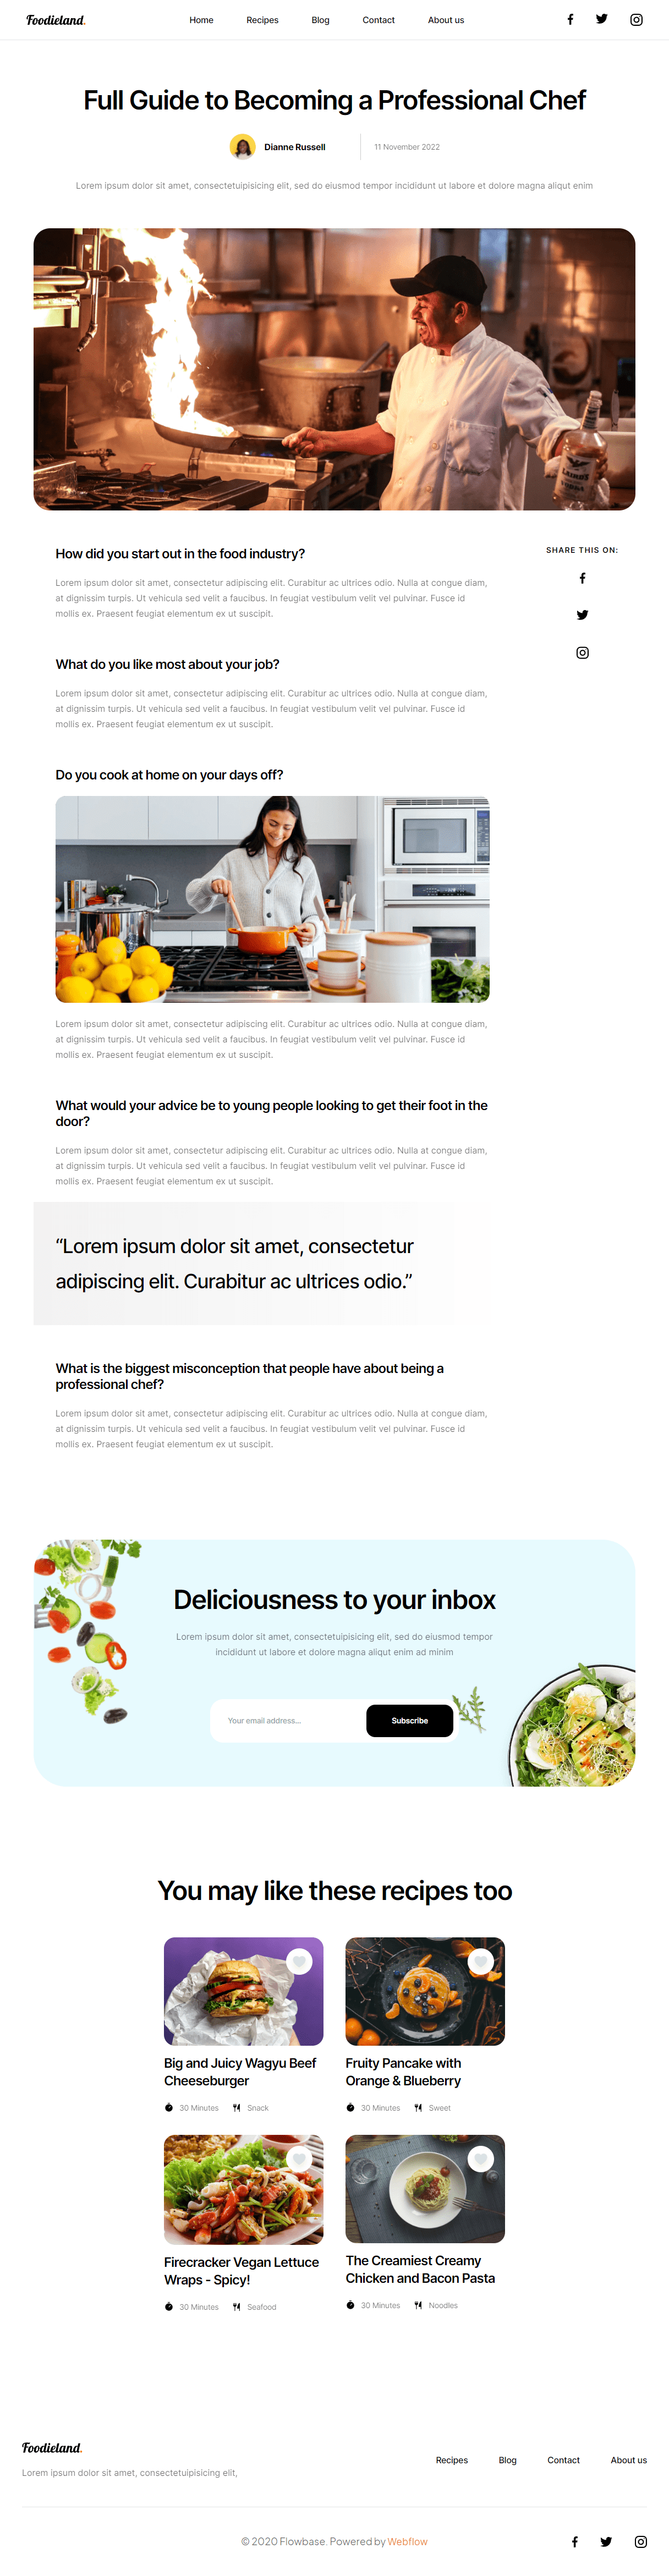 Foodieland.
Home
Recipes
Blog
Contact
About us
Full Guide to Becoming a Professional Chef
Dianne Russell
11 November 2022
Lorem ipsum dolor sit amet, consectetuipisicing elit, sed do eiusmod tempor incididunt ut labore et dolore magna aliqut enim
How did you start out in the food industry?
Lorem ipsum dolor sit amet, consectetur adipiscing elit. Curabitur ac ultrices odio. Nulla at congue diam,
at dignissim turpis. Ut vehicula sed velit a faucibus. In feugiat vestibulum velit vel pulvinar. Fusce id
mollis ex. Praesent feugiat elementum ex ut suscipit.
SHARE THIS ON:
What do you like most about your job?
Lorem ipsum dolor sit amet, consectetur adipiscing elit. Curabitur ac ultrices odio. Nulla at congue diam,
at dignissim turpis. Ut vehicula sed velit a faucibus. In feugiat vestibulum velit vel pulvinar. Fusce id
mollis ex. Praesent feugiat elementum ex ut suscipit.
Do you cook at home on your days off?
Lorem ipsum dolor sit amet, consectetur adipiscing elit. Curabitur ac ultrices odio. Nulla at congue diam,
at dignissim turpis. Ut vehicula sed velit a faucibus. In feugiat vestibulum velit vel pulvinar. Fusce id
mollis ex. Praesent feugiat elementum ex ut suscipit.
What would your advice be to young people looking to get their foot in the
door?
Lorem ipsum dolor sit amet, consectetur adipiscing elit. Curabitur ac ultrices odio. Nulla at congue diam,
at dignissim turpis. Ut vehicula sed velit a faucibus. In feugiat vestibulum velit vel pulvinar. Fusce id
mollis ex. Praesent feugiat elementum ex ut suscipit.
“Lorem ipsum dolor sit amet, consectetur
adipiscing elit. Curabitur ac ultrices odio.”
What is the biggest misconception that people have about being a
professional chef?
Lorem ipsum dolor sit amet, consectetur adipiscing elit. Curabitur ac ultrices odio. Nulla at congue diam,
at dignissim turpis. Ut vehicula sed velit a faucibus. In feugiat vestibulum velit vel pulvinar. Fusce id
mollis ex. Praesent feugiat elementum ex ut suscipit.
Deliciousness to your inbox
Lorem ipsum dolor sit amet, consectetuipisicing elit, sed do eiusmod tempor
incididunt ut labore et dolore magna aliqut enim ad minim
Your email address...
Subscribe
You may like these recipes too
Big and Juicy Wagyu Beef
Cheeseburger
30 Minutes
Snack
Fruity Pancake with
Orange & Blueberry
30 Minutes
Sweet
Firecracker Vegan Lettuce
Wraps - Spicy!
30 Minutes
Seafood
The Creamiest Creamy
Chicken and Bacon Pasta
30 Minutes
Noodles
Foodieland.
Lorem ipsum dolor sit amet, consectetuipisicing elit,
Recipes
Blog
Contact
About us
© 2020 Flowbase. Powered by Webflow